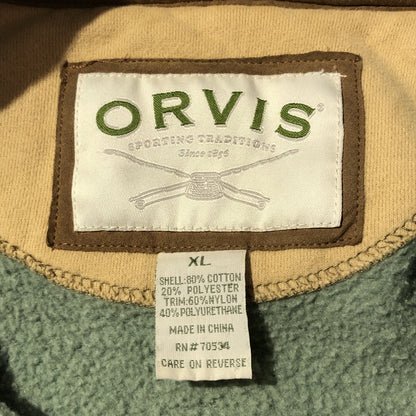 ORVIS®
SPORTING TRADITIONS
Since 1856
XL
SHELL:80% COTTON
20% POLYESTER
TRIM:60%NYLON
40%POLYURETHANE
MADE IN CHINA
RN# 70534
CARE ON REVERSE